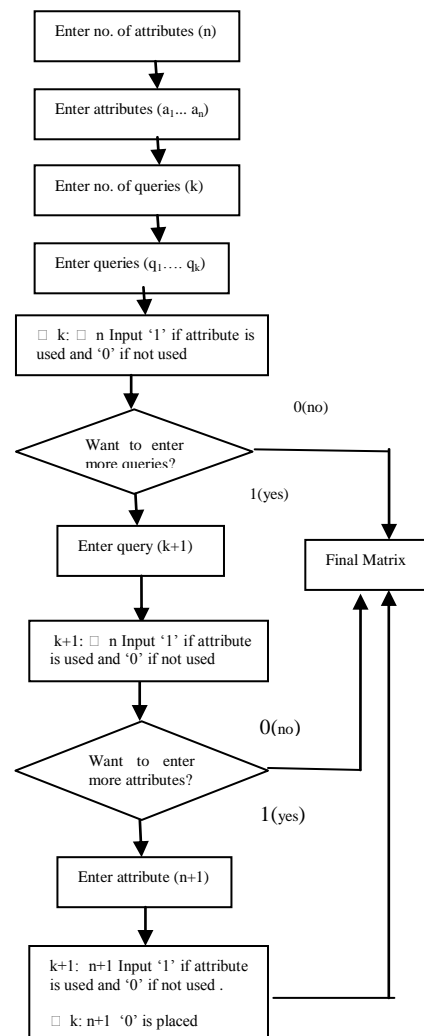 Enter no. of attributes (n)
Enter attributes (a1... an)
Enter no. of queries (k)
Enter queries (q1…. qk)
□ k: □ n Input ‘1’ if attribute is
used and ‘0’ if not used
0(no)
Want to enter
more queries?
1(yes)
Enter query (k+1)
Final Matrix
k+1: □ n Input ‘1’ if attribute
is used and ‘0’ if not used
0(no)
Want to enter
more attributes?
1(yes)
Enter attribute (n+1)
k+1: n+1 Input ‘1’ if attribute
is used and ‘0’ if not used .
□ k: n+1 ‘0’ is placed